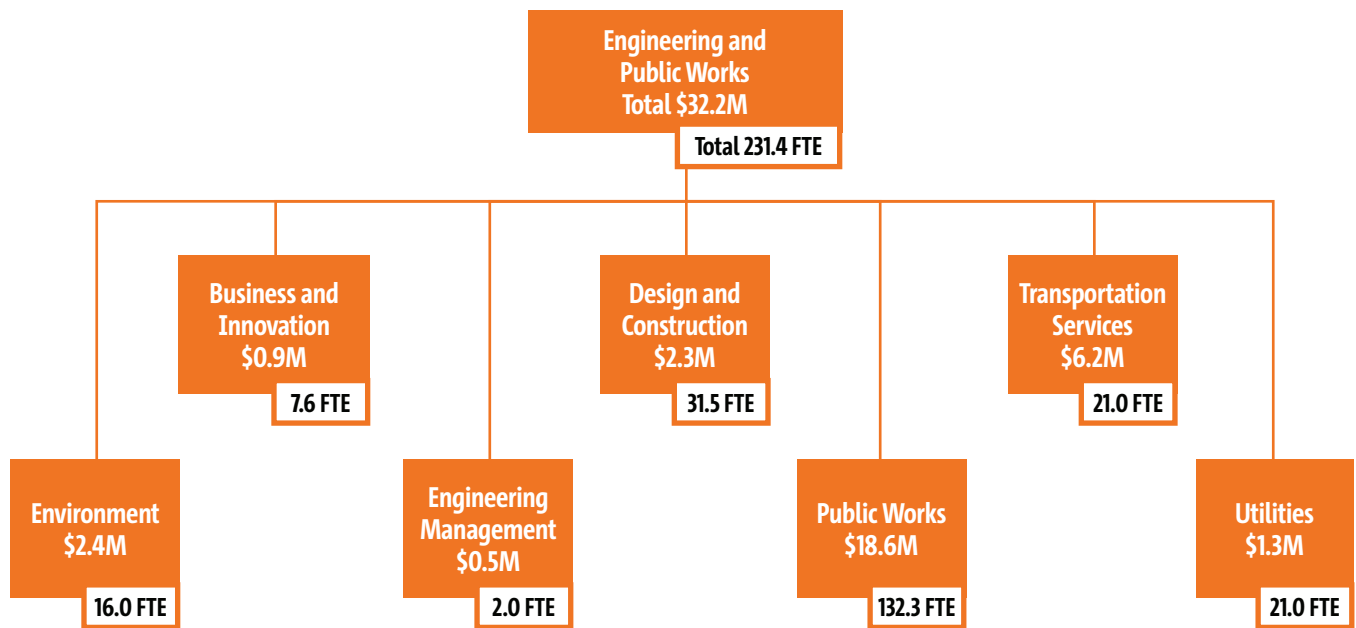 Engineering and
Public Works
Total $32.2M
Total 231.4 FTE
Business and
Innovation
$0.9M
7.6 FTE
Design and
Construction
$2.3M
31.5 FTE
Transportation
Services
$6.2M
21.0 FTE
Environment
$2.4M
16.0 FTE
Engineering
Management
$0.5M
2.0 FTE
Public Works
$18.6M
132.3 FTE
Utilities
$1.3M
21.0 FTE